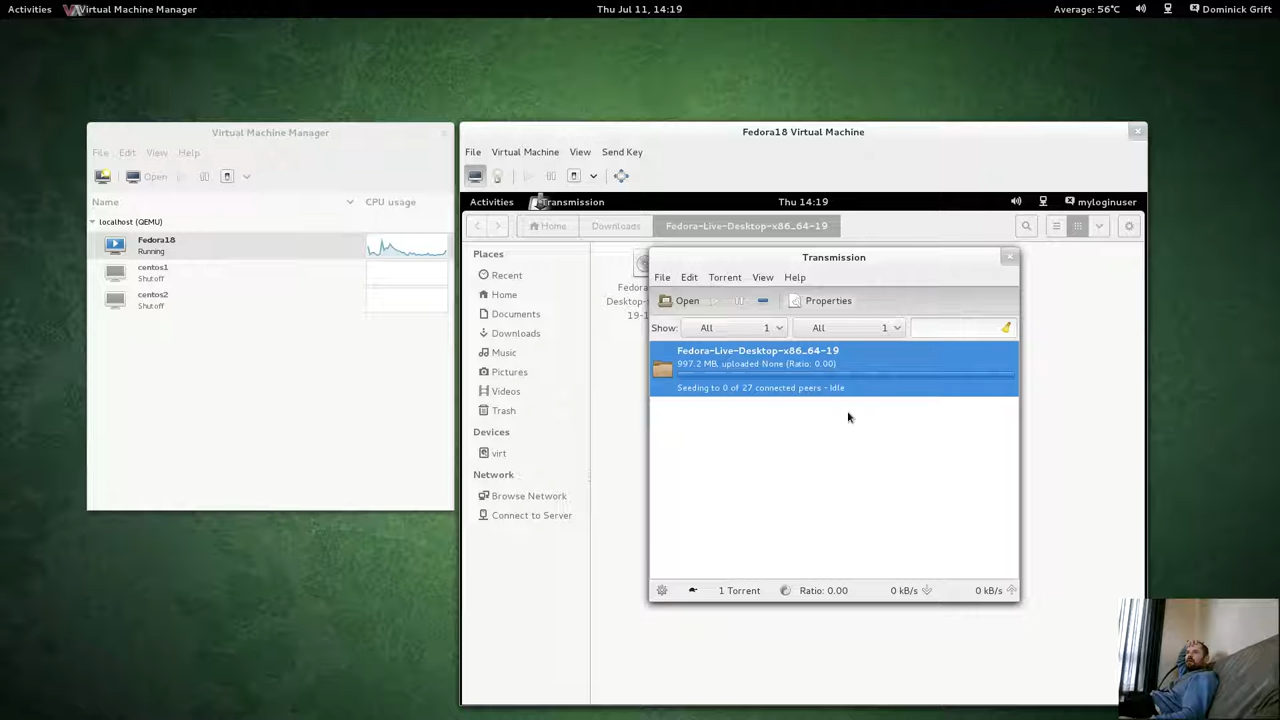 Activities Virtual Machine Manager Thu Jul 11, 14:19 Average: 56°C Dominick Grift
Virtual Machine Manager
File Edit View Help
Open
Name CPU usage
localhost (QEMU)
Fedora18
Running
centos1
Shutoff
centos2
Shutoff
Fedora18 Virtual Machine
File Virtual Machine View Send Key
Activities Transmission Thu 14:19 myloginuser
Home Downloads Fedora-Live-Desktop-x86_64-19
Places
Recent
Home
Documents
Downloads
Music
Pictures
Videos
Trash
Devices
virt
Network
Browse Network
Connect to Server
Fedora
Desktop-
19-1
Transmission
File Edit Torrent View Help
Open Properties
Show: All 1 All 1
Fedora-Live-Desktop-x86_64-19
997.2 MB, uploaded None (Ratio: 0.00)
Seeding to 0 of 27 connected peers - Idle
1 Torrent Ratio: 0.00 0 kB/s 0 kB/s